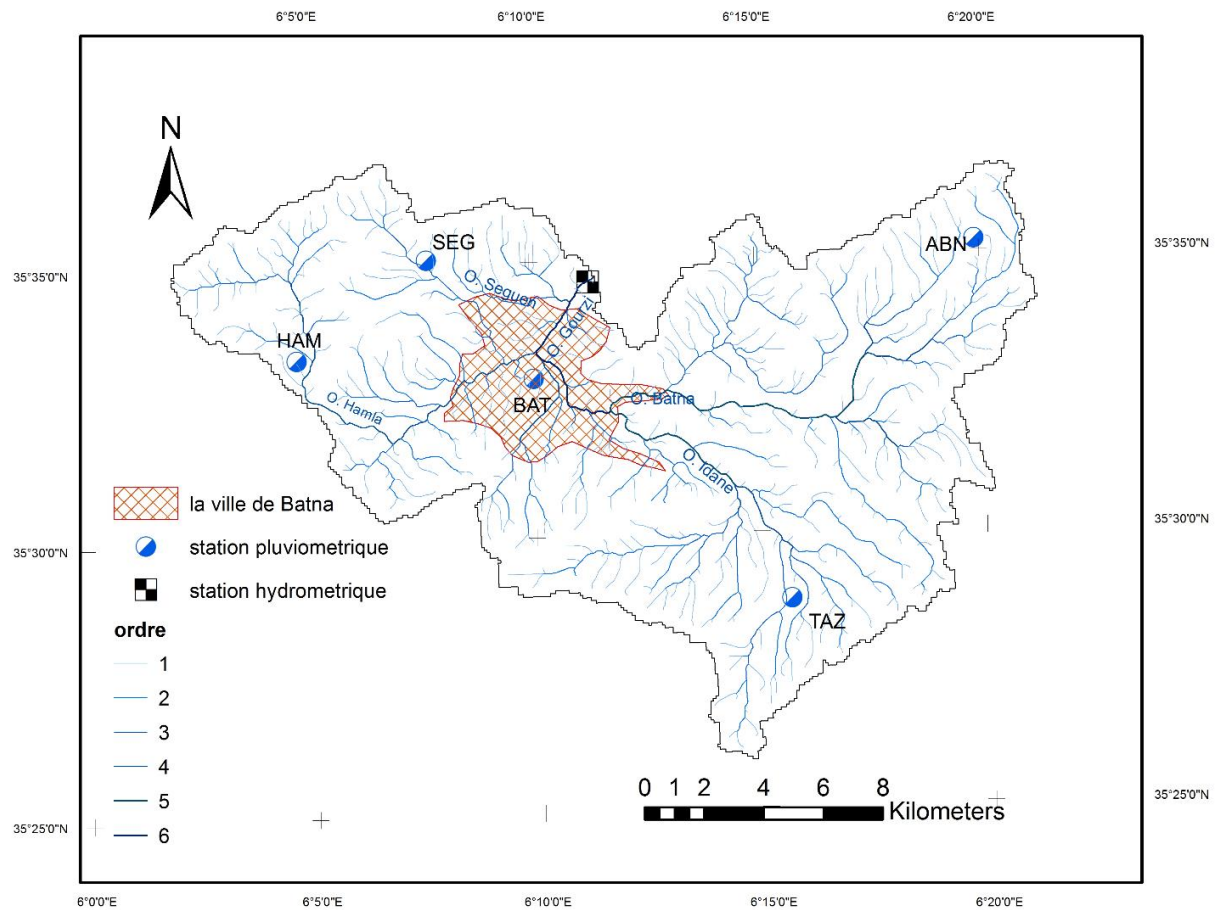 6°5'0"E 6°10'0"E 6°15'0"E 6°20'0"E
N
SEG
ABN
35°35'0"N
35°35'0"N
O. Seguen
O. Gourzi
HAM
BAT
O. Hamla
O. Batna
O. Idane
la ville de Batna
35°30'0"N
station pluviometrique
35°30'0"N
station hydrometrique
TAZ
ordre
1
2
3
4
5
6
0 1 2 4 6 8
Kilometers
35°25'0"N
35°25'0"N
6°0'0"E 6°5'0"E 6°10'0"E 6°15'0"E 6°20'0"E